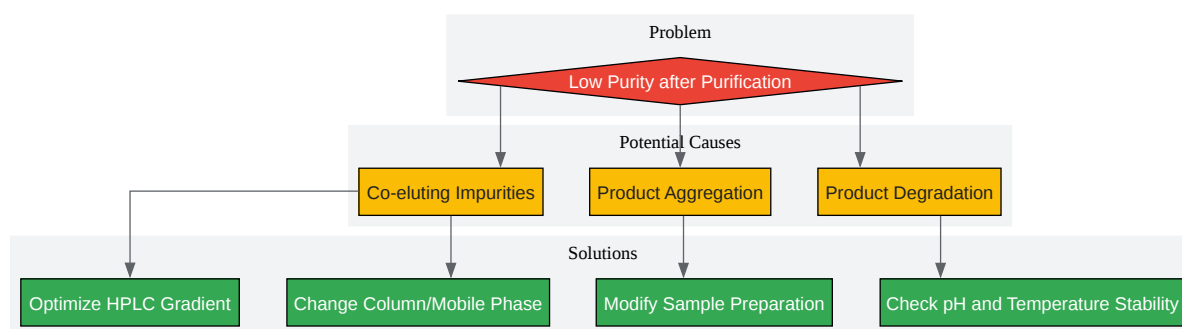 Problem
Low Purity after Purification
Potential Causes
Co-eluting Impurities
Product Aggregation
Product Degradation
Solutions
Optimize HPLC Gradient
Change Column/Mobile Phase
Modify Sample Preparation
Check pH and Temperature Stability